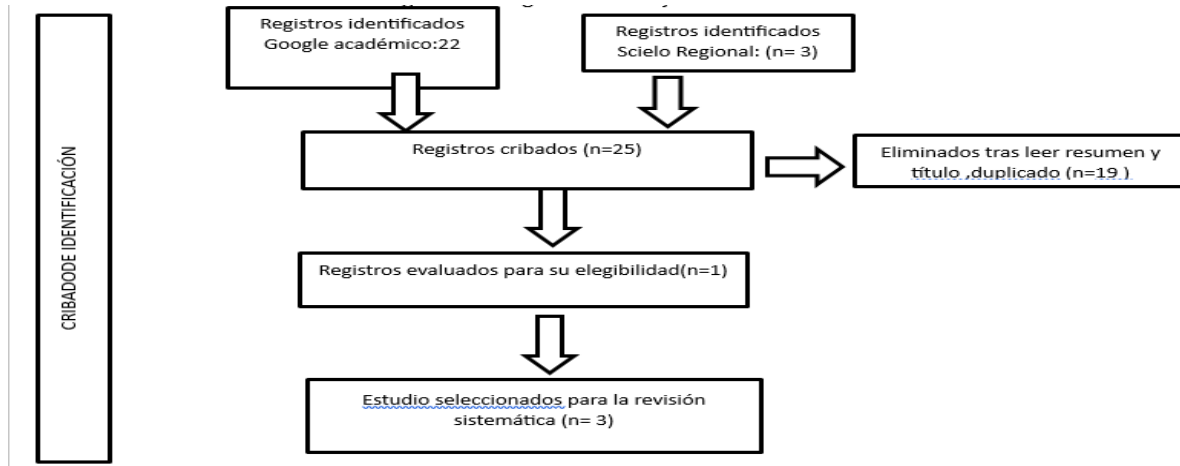 Registros identificados
Google académico:22
Registros identificados
Scielo Regional: (n= 3)
Registros cribados (n=25)
Eliminados tras leer resumen y
título ,duplicado (n=19 )
CRIBADODE IDENTIFICACIÓN
Registros evaluados para su elegibilidad(n=1)
Estudio seleccionados para la revisión
sistemática (n= 3)